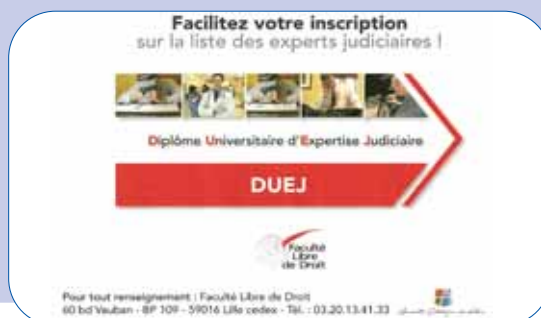 Facilitez votre inscription
sur la liste des experts judiciaires !
Diplôme Universitaire d'Expertise Judiciaire
DUEJ
Faculté
Libre
de Droit
Pour tout renseignement : Faculté Libre de Droit
60 bd Vauban - BP 109 - 59016 Lille cedex - Tél. : 03.20.13.41.33